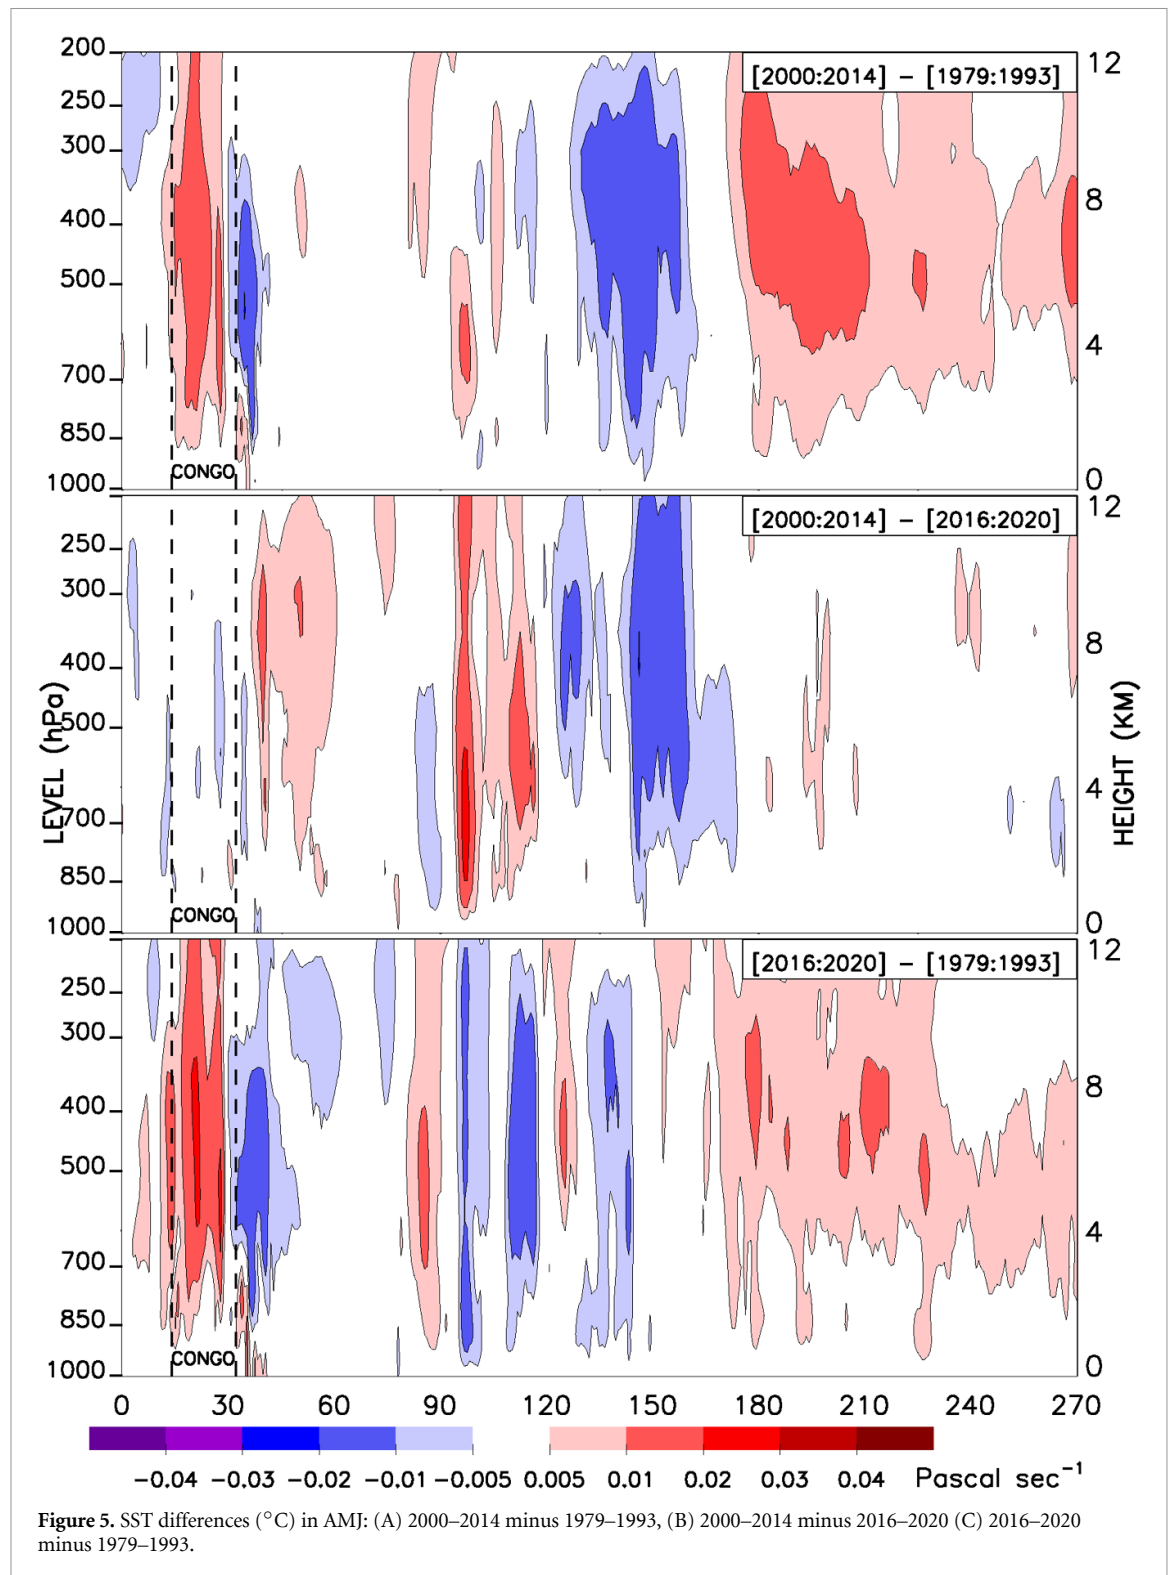 200
250
300
400
500
700
850
1000
12
8
4
0
[2000:2014] – [1979:1993]
CONGO
250
300
400
500
700
850
1000
12
8
4
0
[2000:2014] – [2016:2020]
CONGO
LEVEL (hPa)
HEIGHT (KM)
250
300
400
500
700
850
1000
12
8
4
0
[2016:2020] – [1979:1993]
CONGO
0 30 60 90 120 150 180 210 240 270
−0.04 −0.03 −0.02 −0.01 −0.005 0.005 0.01 0.02 0.03 0.04 Pascal sec⁻¹
Figure 5. SST differences (°C) in AMJ: (A) 2000–2014 minus 1979–1993, (B) 2000–2014 minus 2016–2020 (C) 2016–2020
minus 1979–1993.